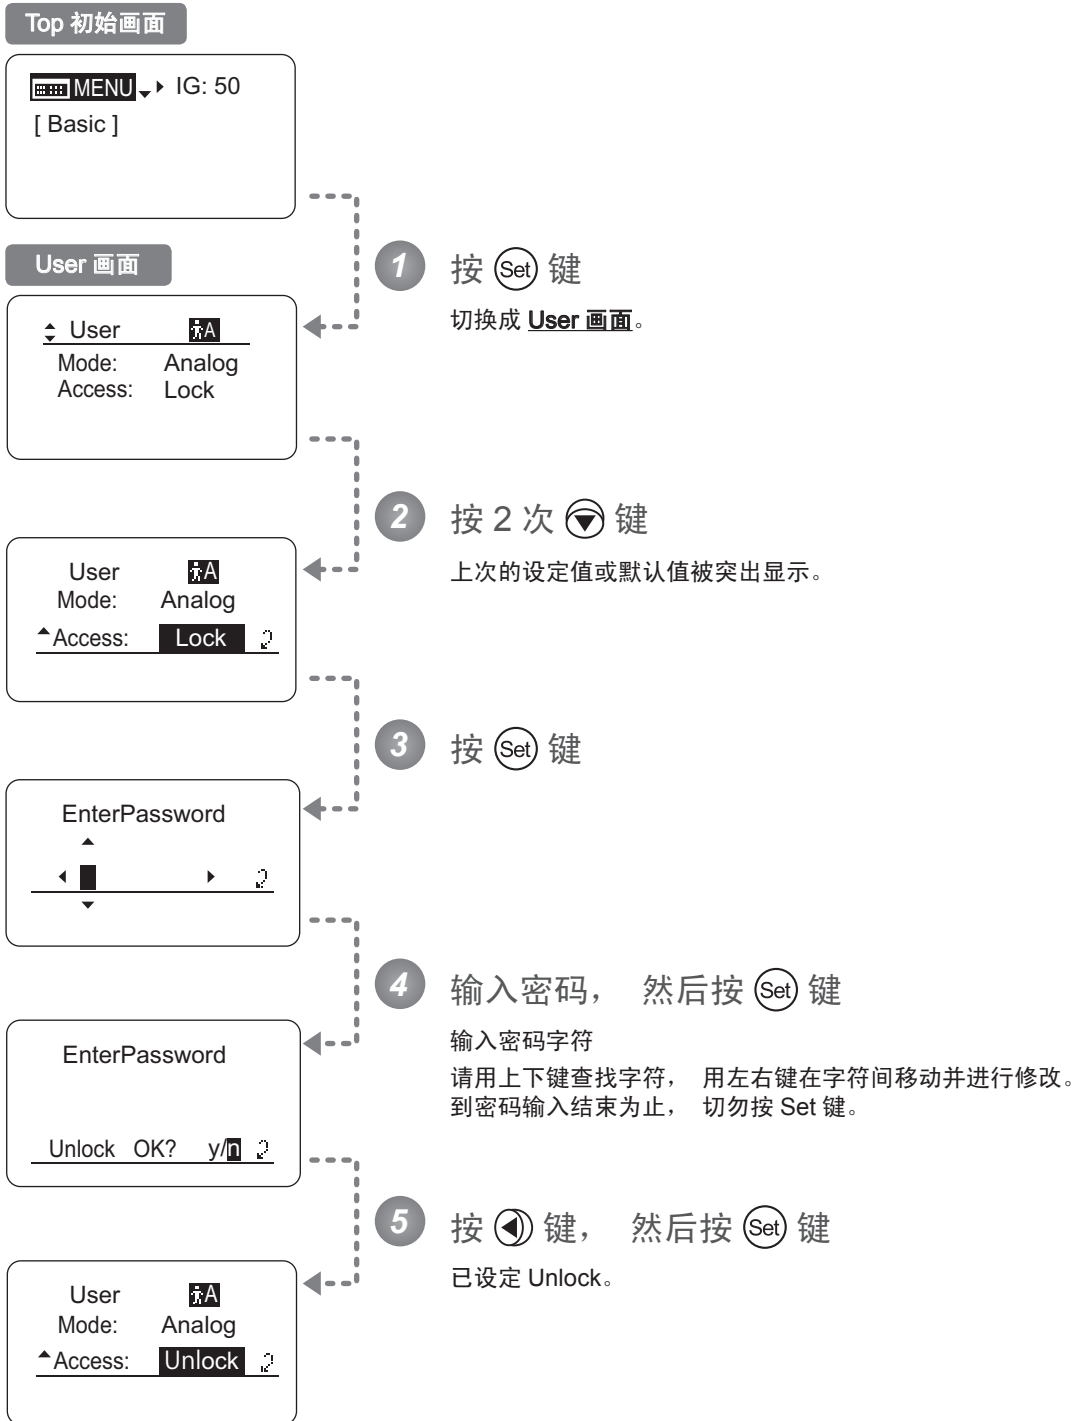 Top 初始画面
MENU IG: 50
[ Basic ]
User 画面
User A
Mode: Analog
Access: Lock
1 按 Set 键
切换成 User 画面。
2 按 2 次 键
上次的设定值或默认值被突出显示。
User A
Mode: Analog
Access: Lock
3 按 Set 键
EnterPassword
4 输入密码， 然后按 Set 键
输入密码字符
请用上下键查找字符， 用左右键在字符间移动并进行修改。
到密码输入结束为止， 切勿按 Set 键。
EnterPassword
Unlock OK? y/n
5 按 键， 然后按 Set 键
已设定 Unlock。
User A
Mode: Analog
Access: Unlock